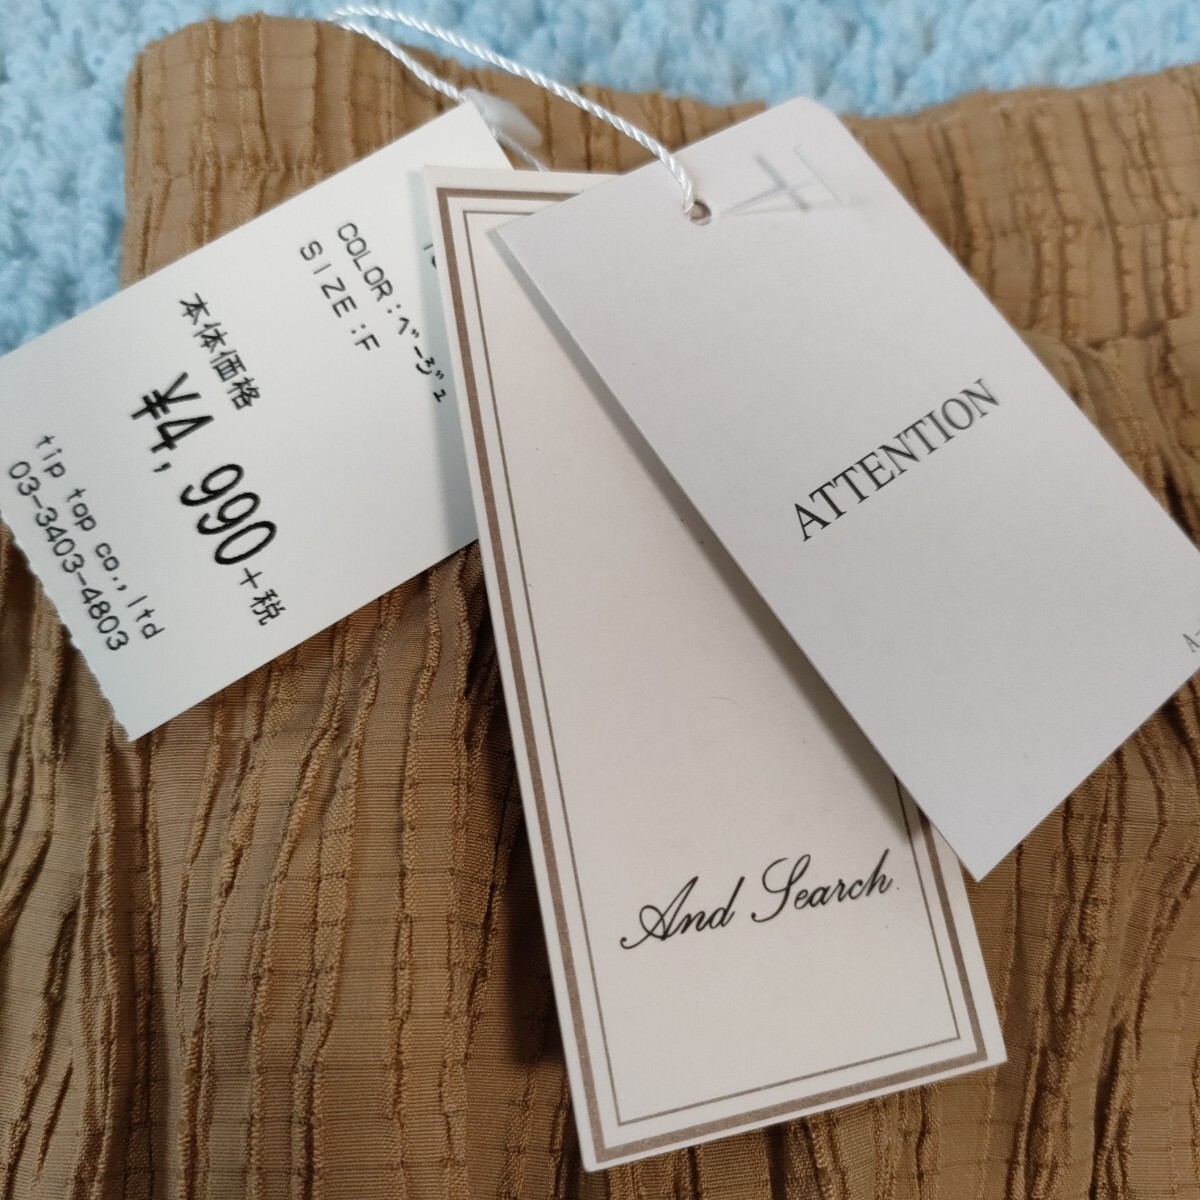 COLOR:ベージュ
SIZE :F
本体価格
¥4,990+税
tip top co.,ltd
03-3403-4803
And Search
ATTENTION
A